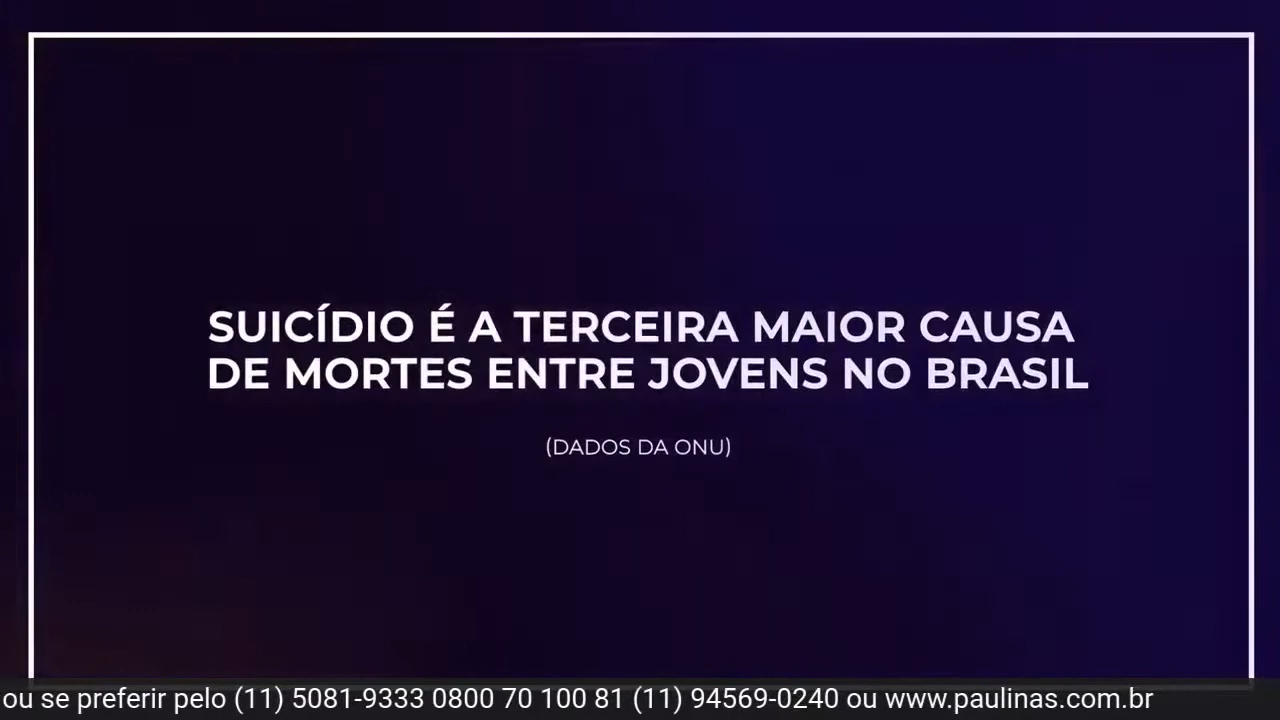 SUICÍDIO É A TERCEIRA MAIOR CAUSA
DE MORTES ENTRE JOVENS NO BRASIL
(DADOS DA ONU)
ou se preferir pelo (11) 5081-9333 0800 70 100 81 (11) 94569-0240 ou www.paulinas.com.br